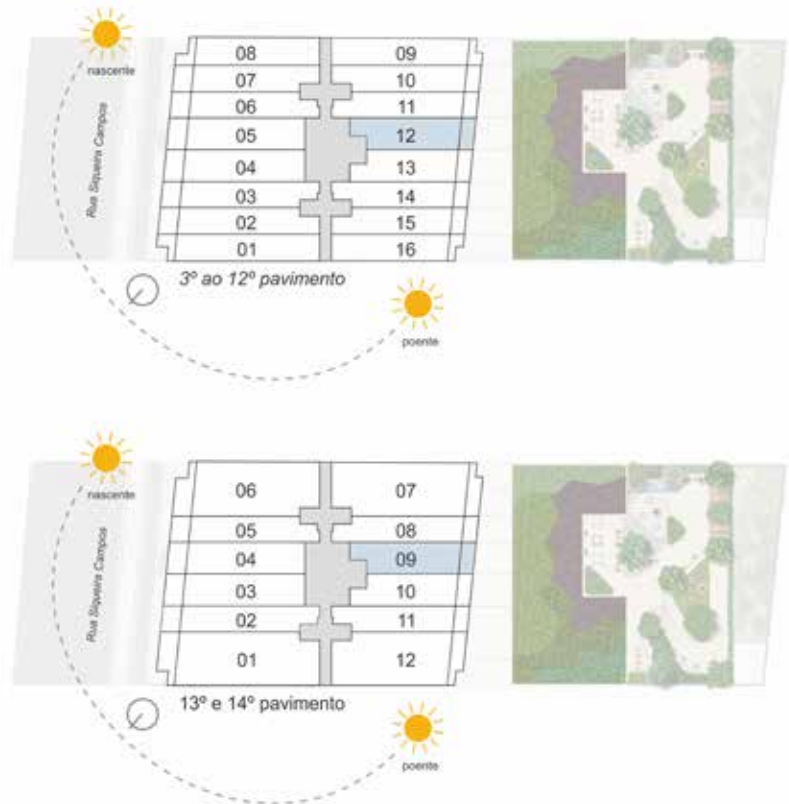 nascente
Rua Siqueira Campos
08 09
07 10
06 11
05 12
04 13
03 14
02 15
01 16
3º ao 12º pavimento
poente
nascente
Rua Siqueira Campos
06 07
05 08
04 09
03 10
02 11
01 12
13º e 14º pavimento
poente